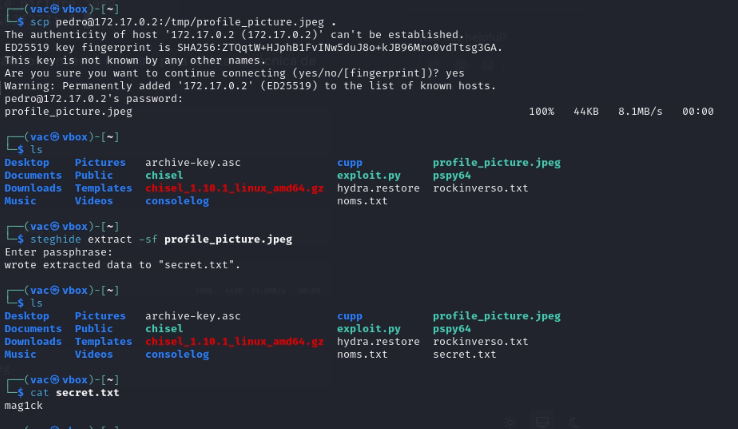 ┌──(vac㉿vbox)-[~]
└─$ scp pedro@172.17.0.2:/tmp/profile_picture.jpeg .
The authenticity of host '172.17.0.2 (172.17.0.2)' can't be established.
ED25519 key fingerprint is SHA256:ZTQqtW+HJphB1FvINw5duJ8o+kJB96Mro0vdTtsg3GA.
This key is not known by any other names.
Are you sure you want to continue connecting (yes/no/[fingerprint])? yes
Warning: Permanently added '172.17.0.2' (ED25519) to the list of known hosts.
pedro@172.17.0.2's password:
profile_picture.jpeg 100% 44KB 8.1MB/s 00:00
┌──(vac㉿vbox)-[~]
└─$ ls
Desktop Pictures archive-key.asc cupp profile_picture.jpeg
Documents Public chisel exploit.py pspy64
Downloads Templates chisel_1.10.1_linux_amd64.gz hydra.restore rockinverso.txt
Music Videos consolelog noms.txt
┌──(vac㉿vbox)-[~]
└─$ steghide extract -sf profile_picture.jpeg
Enter passphrase:
wrote extracted data to "secret.txt".
┌──(vac㉿vbox)-[~]
└─$ ls
Desktop Pictures archive-key.asc cupp profile_picture.jpeg
Documents Public chisel exploit.py pspy64
Downloads Templates chisel_1.10.1_linux_amd64.gz hydra.restore rockinverso.txt
Music Videos consolelog noms.txt secret.txt
┌──(vac㉿vbox)-[~]
└─$ cat secret.txt
mag1ck